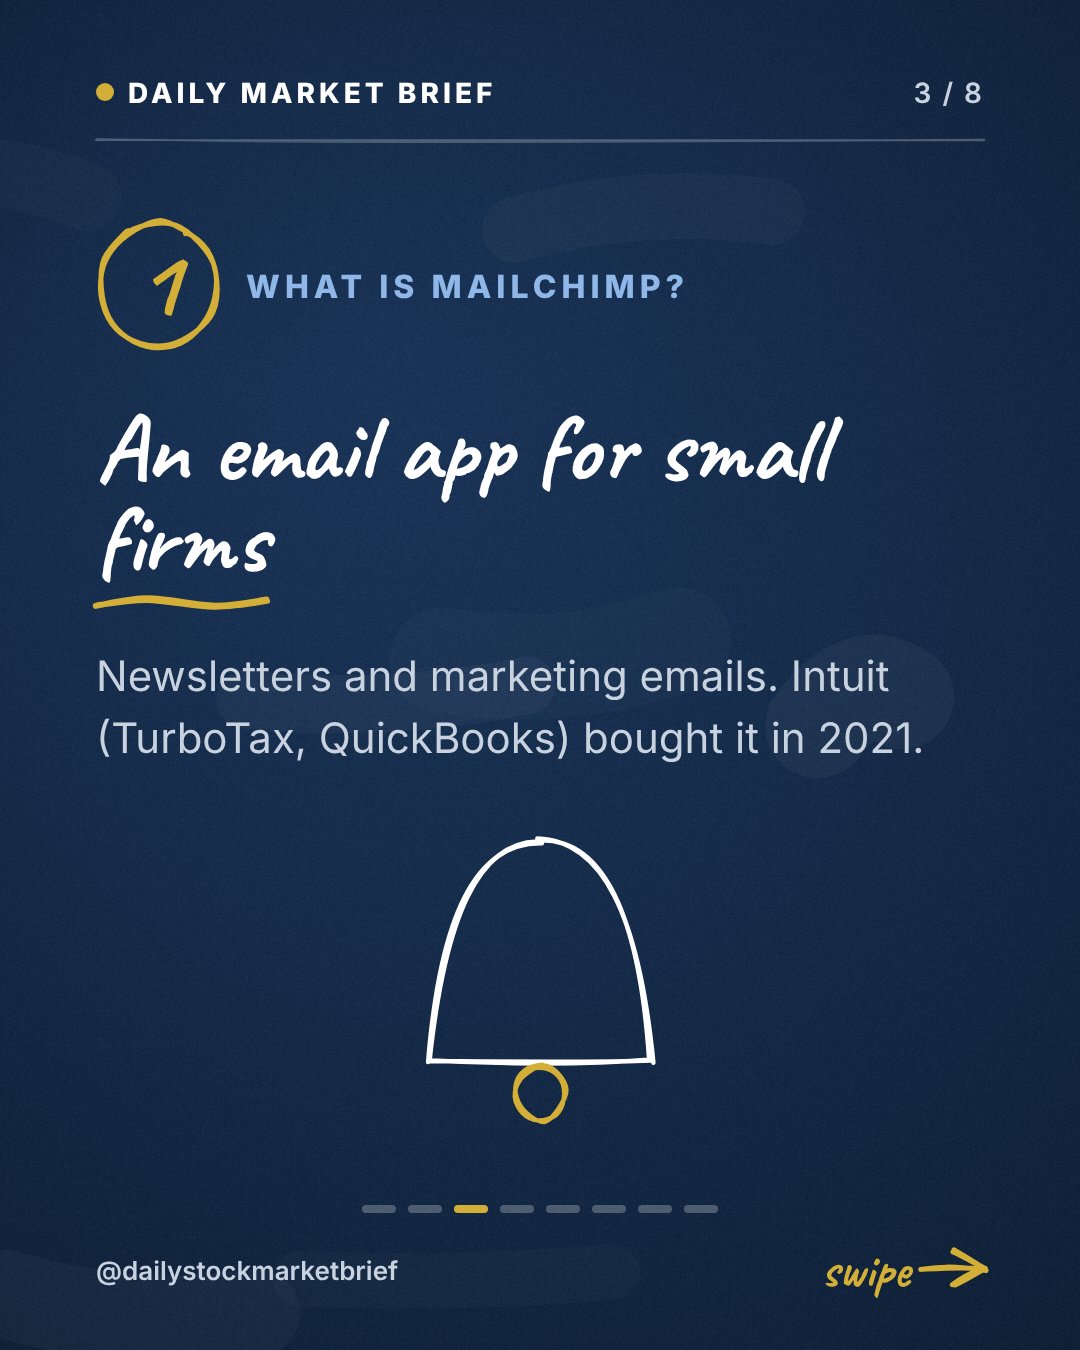 DAILY MARKET BRIEF
3 / 8
1
WHAT IS MAILCHIMP?
An email app for small
firms
Newsletters and marketing emails. Intuit
(TurboTax, QuickBooks) bought it in 2021.
@dailystockmarketbrief
swipe